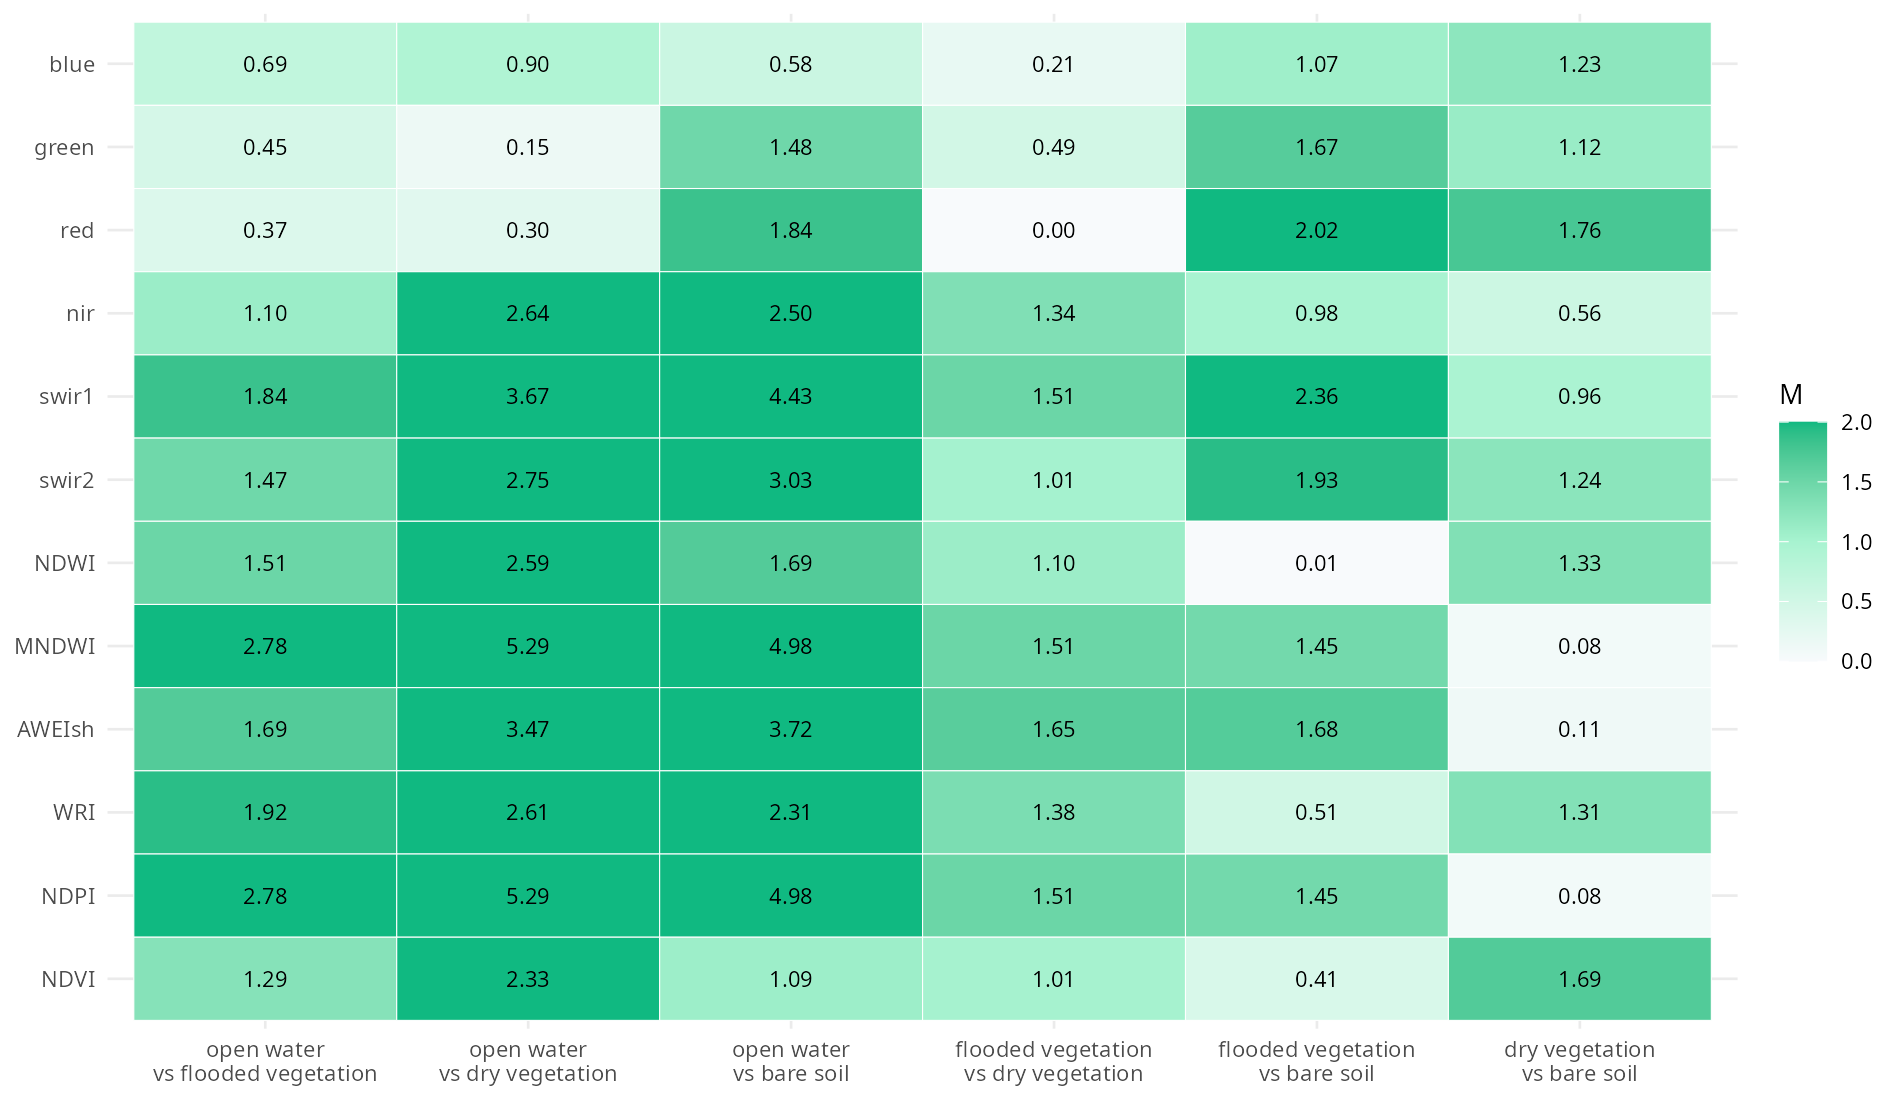 blue 0.69 0.90 0.58 0.21 1.07 1.23
green 0.45 0.15 1.48 0.49 1.67 1.12
red 0.37 0.30 1.84 0.00 2.02 1.76
nir 1.10 2.64 2.50 1.34 0.98 0.56
swir1 1.84 3.67 4.43 1.51 2.36 0.96
swir2 1.47 2.75 3.03 1.01 1.93 1.24
NDWI 1.51 2.59 1.69 1.10 0.01 1.33
MNDWI 2.78 5.29 4.98 1.51 1.45 0.08
AWEIsh 1.69 3.47 3.72 1.65 1.68 0.11
WRI 1.92 2.61 2.31 1.38 0.51 1.31
NDPI 2.78 5.29 4.98 1.51 1.45 0.08
NDVI 1.29 2.33 1.09 1.01 0.41 1.69
open water
vs flooded vegetation
open water
vs dry vegetation
open water
vs bare soil
flooded vegetation
vs dry vegetation
flooded vegetation
vs bare soil
dry vegetation
vs bare soil
M
2.0
1.5
1.0
0.5
0.0